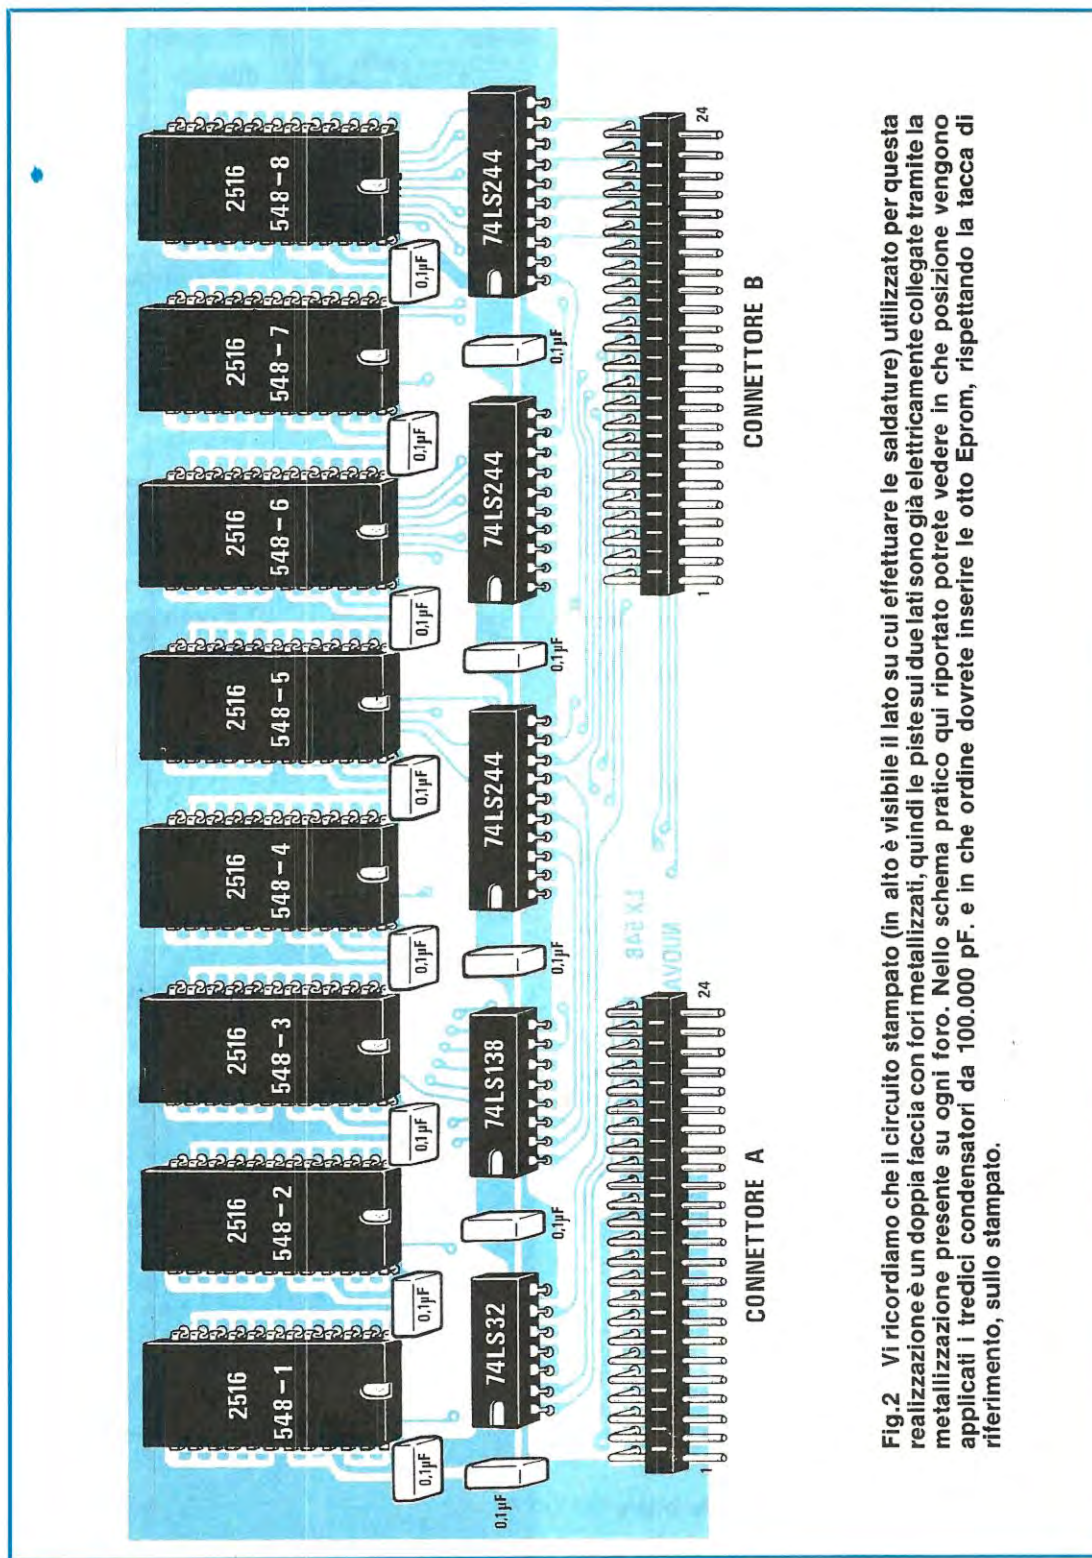 2516
548-1
2516
548-2
2516
548-3
2516
548-4
2516
548-5
2516
548-6
2516
548-7
2516
548-8
0,1µF
0,1µF
0,1µF
0,1µF
0,1µF
0,1µF
0,1µF
0,1µF
0,1µF
74LS32
0,1µF
74LS138
0,1µF
74LS244
0,1µF
74LS244
0,1µF
74LS244
LX548
NUOVA
1
24
CONNETTORE A
1
24
CONNETTORE B
Fig.2 Vi ricordiamo che il circuito stampato (in alto è visibile il lato su cui effettuare le saldature) utilizzato per questa
realizzazione è un doppia faccia con fori metallizzati, quindi le piste sui due lati sono già elettricamente collegate tramite la
metalizzazione presente su ogni foro. Nello schema pratico qui riportato potrete vedere in che posizione vengono
applicati i tredici condensatori da 100.000 pF. e in che ordine dovrete inserire le otto Eprom, rispettando la tacca di
riferimento, sullo stampato.